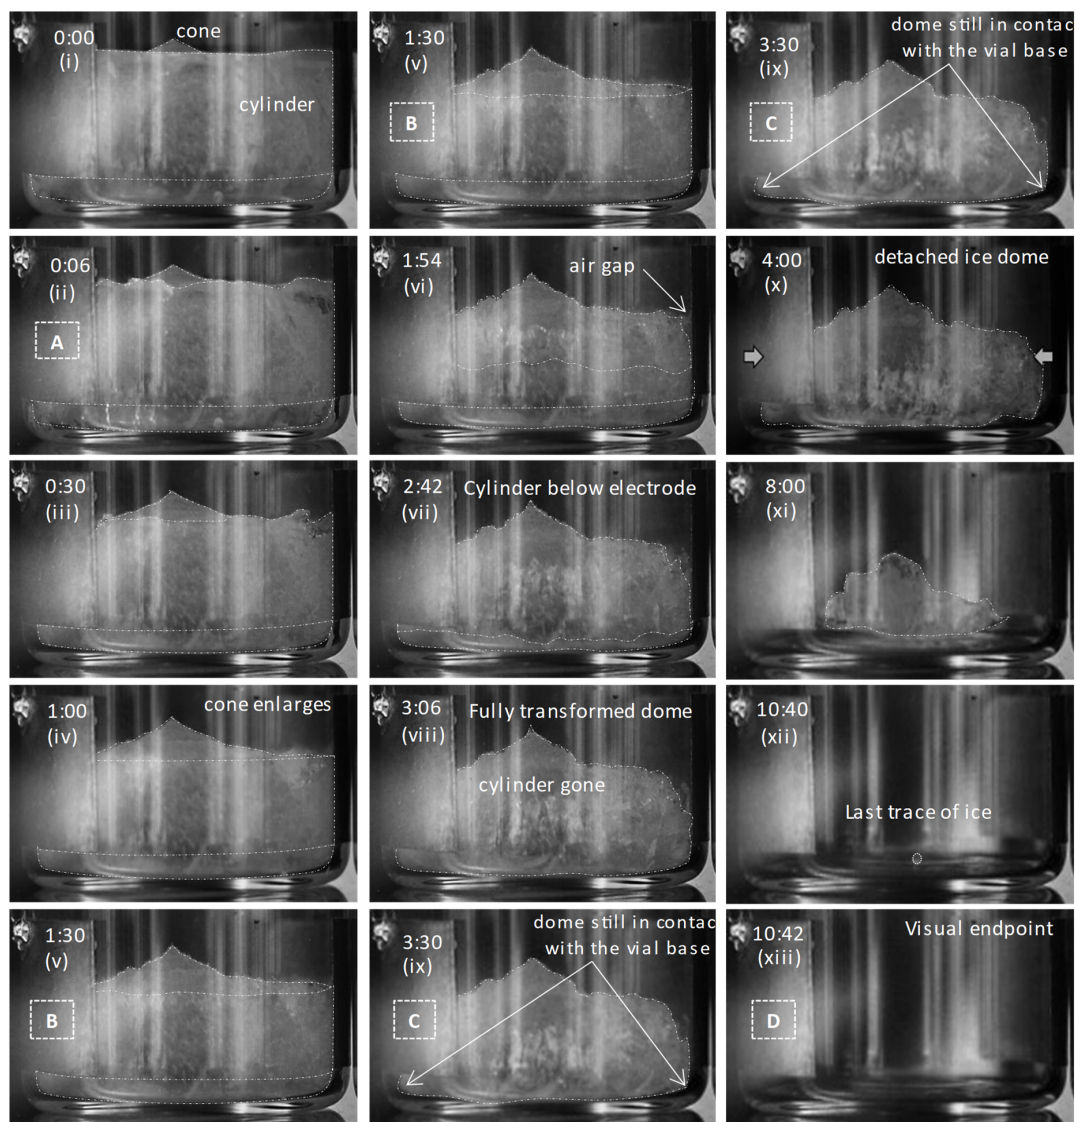 0:00
(i)
cone
cylinder
0:06
(ii)
A
0:30
(iii)
1:00
(iv)
cone enlarges
1:30
(v)
B
1:30
(v)
B
1:54
(vi)
air gap
2:42
(vii)
Cylinder below electrode
3:06
(viii)
Fully transformed dome
cylinder gone
3:30
(ix)
C
dome still in contac
with the vial base
3:30
(ix)
C
dome still in contac
with the vial base
4:00
(x)
detached ice dome
8:00
(xi)
10:40
(xii)
Last trace of ice
10:42
(xiii)
D
Visual endpoint